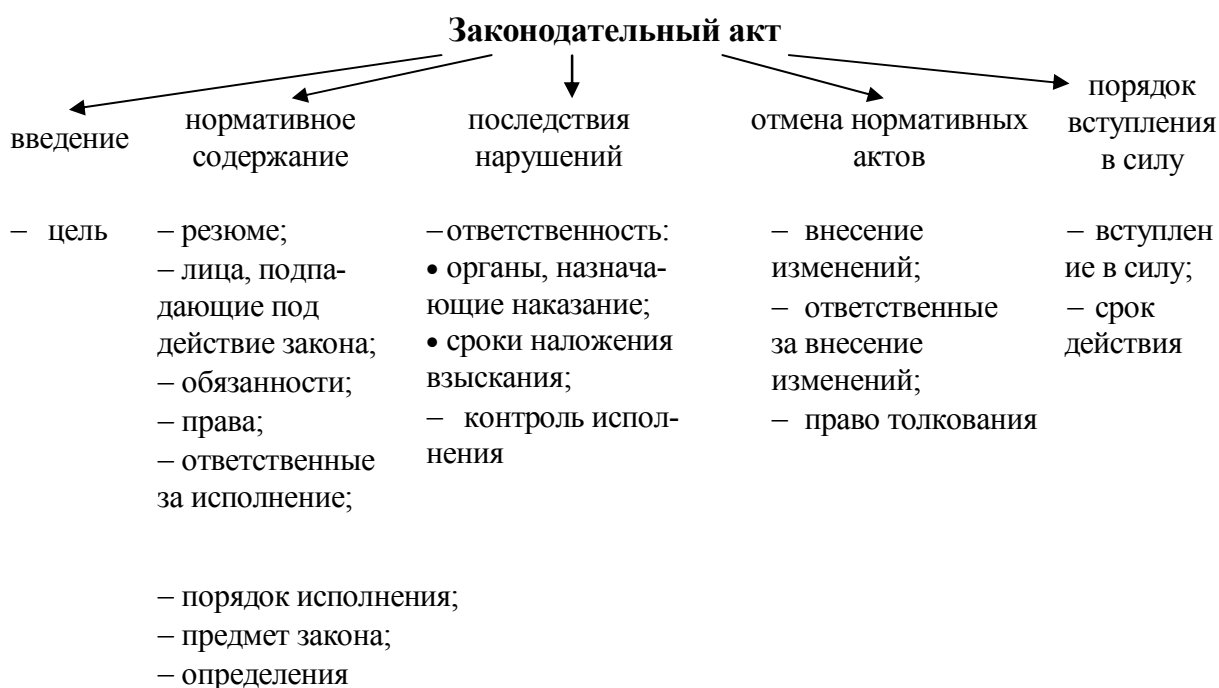 Законодательный акт
введение
нормативное
содержание
последствия
нарушений
отмена нормативных
актов
порядок
вступления
в силу
– цель
– резюме;
– лица, подпа-
дающие под
действие закона;
– обязанности;
– права;
– ответственные
за исполнение;
– порядок исполнения;
– предмет закона;
– определения
– ответственность:
• органы, назнача-
ющие наказание;
• сроки наложения
взыскания;
– контроль испол-
нения
– внесение
изменений;
– ответственные
за внесение
изменений;
– право толкования
– вступлен
ие в силу;
– срок
действия